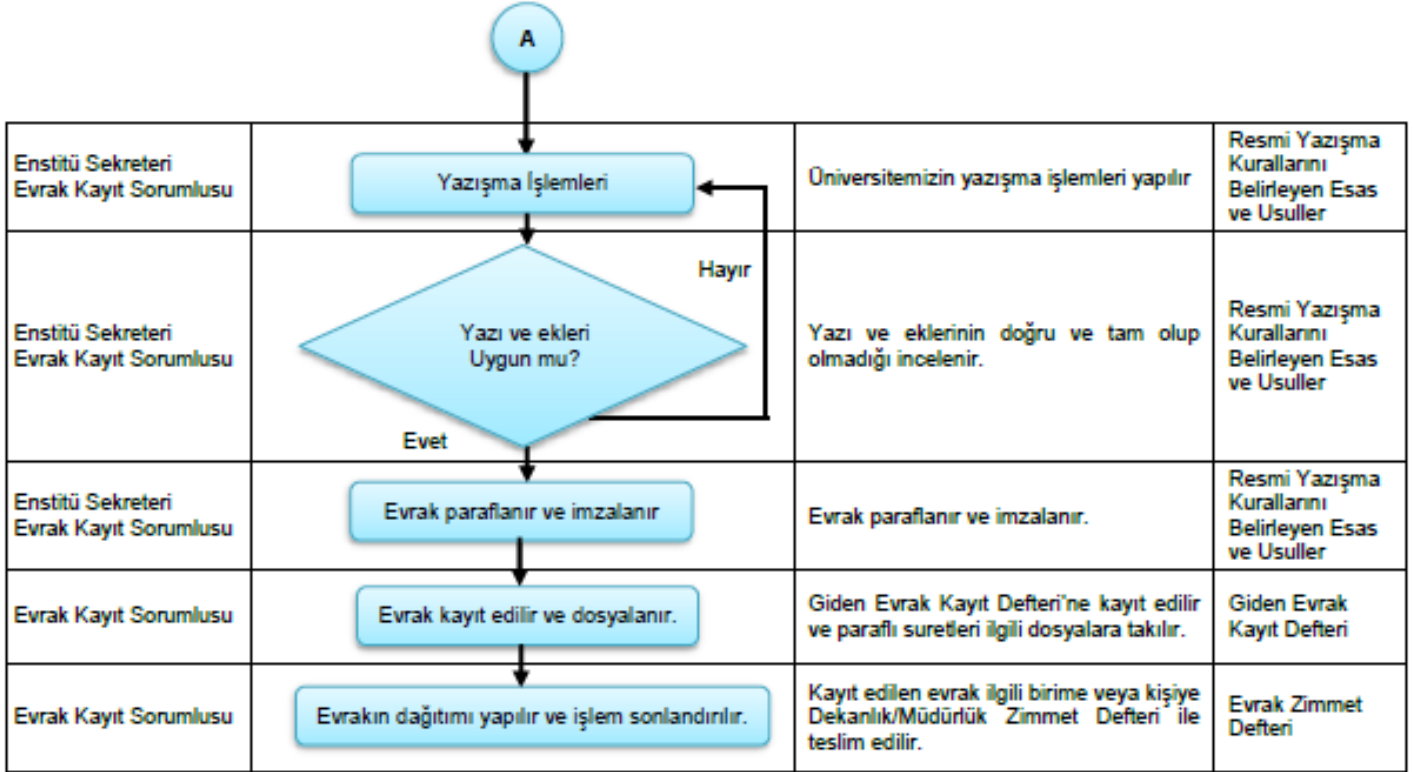 A
Enstitü Sekreteri
Evrak Kayıt Sorumlusu
Yazışma İşlemleri
Üniversitemizin yazışma işlemleri yapılır
Resmi Yazışma
Kurallarını
Belirleyen Esas
ve Usuller
Enstitü Sekreteri
Evrak Kayıt Sorumlusu
Yazı ve ekleri
Uygun mu?
Hayır
Evet
Yazı ve eklerinin doğru ve tam olup
olmadığı incelenir.
Resmi Yazışma
Kurallarını
Belirleyen Esas
ve Usuller
Enstitü Sekreteri
Evrak Kayıt Sorumlusu
Evrak paraflanır ve imzalanır
Evrak paraflanır ve imzalanır.
Resmi Yazışma
Kurallarını
Belirleyen Esas
ve Usuller
Evrak Kayıt Sorumlusu
Evrak kayıt edilir ve dosyalanır.
Giden Evrak Kayıt Defteri'ne kayıt edilir
ve paraflı suretleri ilgili dosyalara takılır.
Giden Evrak
Kayıt Defteri
Evrak Kayıt Sorumlusu
Evrakın dağıtımı yapılır ve işlem sonlandırılır.
Kayıt edilen evrak ilgili birime veya kişiye
Dekanlık/Müdürlük Zimmet Defteri ile
teslim edilir.
Evrak Zimmet
Defteri